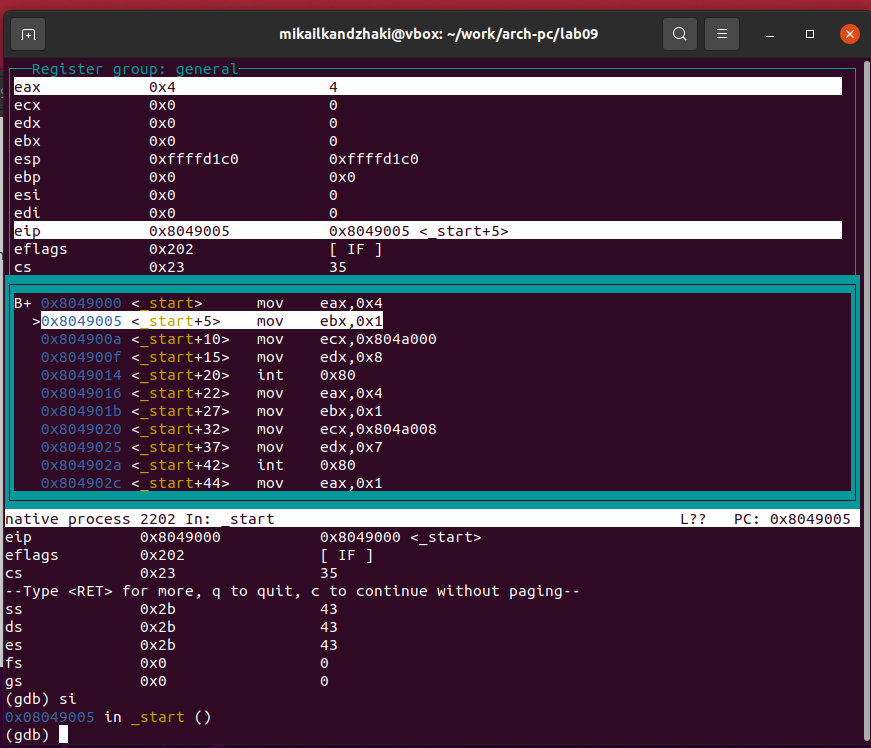 mikailkandzhaki@vbox: ~/work/arch-pc/lab09
Register group: general
eax 0x4 4
ecx 0x0 0
edx 0x0 0
ebx 0x0 0
esp 0xffffd1c0 0xffffd1c0
ebp 0x0 0x0
esi 0x0 0
edi 0x0 0
eip 0x8049005 0x8049005 <_start+5>
eflags 0x202 [ IF ]
cs 0x23 35
B+ 0x8049000 <_start> mov eax,0x4
>0x8049005 <_start+5> mov ebx,0x1
0x804900a <_start+10> mov ecx,0x804a000
0x804900f <_start+15> mov edx,0x8
0x8049014 <_start+20> int 0x80
0x8049016 <_start+22> mov eax,0x4
0x804901b <_start+27> mov ebx,0x1
0x8049020 <_start+32> mov ecx,0x804a008
0x8049025 <_start+37> mov edx,0x7
0x804902a <_start+42> int 0x80
0x804902c <_start+44> mov eax,0x1
native process 2202 In: _start L?? PC: 0x8049005
eip 0x8049000 0x8049000 <_start>
eflags 0x202 [ IF ]
cs 0x23 35
--Type <RET> for more, q to quit, c to continue without paging--
ss 0x2b 43
ds 0x2b 43
es 0x2b 43
fs 0x0 0
gs 0x0 0
(gdb) si
0x08049005 in _start ()
(gdb)